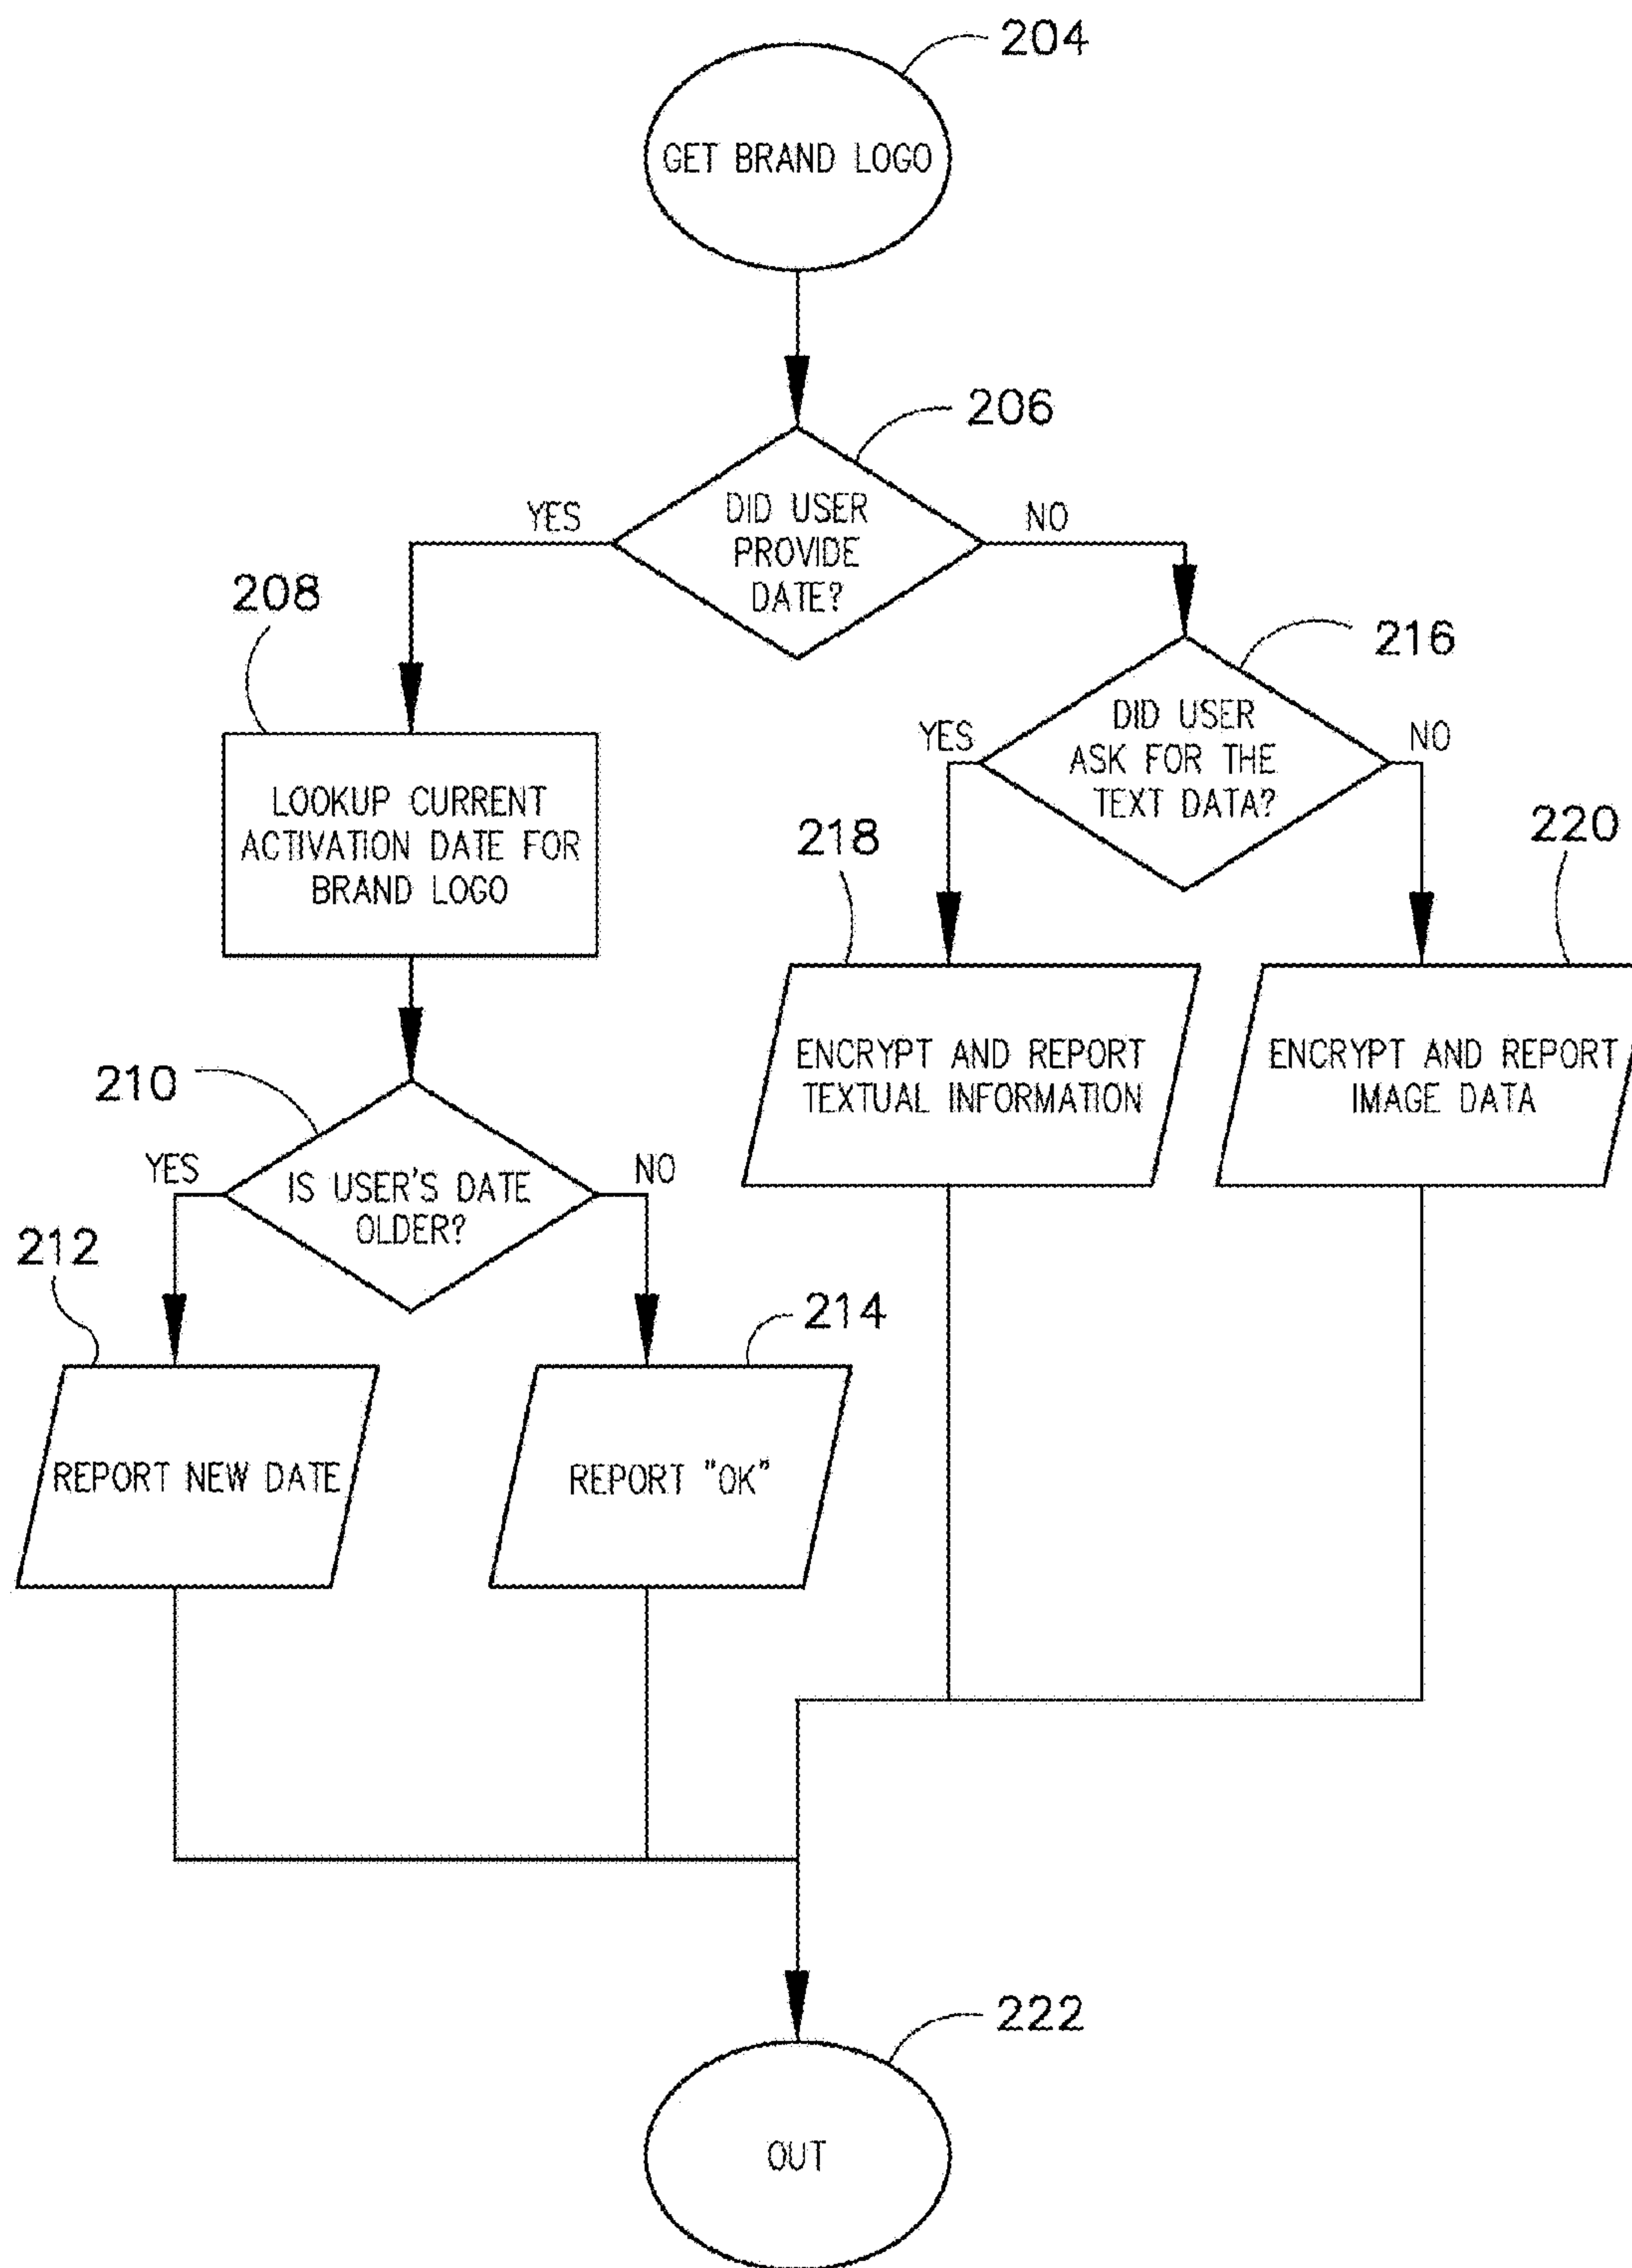 204
GET BRAND LOGO
206
YES
DID USER
PROVIDE
DATE?
NO
208
216
LOOKUP CURRENT
ACTIVATION DATE FOR
BRAND LOGO
YES
DID USER
ASK FOR THE
TEXT DATA?
NO
218
220
ENCRYPT AND REPORT
TEXTUAL INFORMATION
ENCRYPT AND REPORT
IMAGE DATA
210
YES
IS USER'S DATE
OLDER?
NO
212
214
REPORT NEW DATE
REPORT "OK"
222
OUT